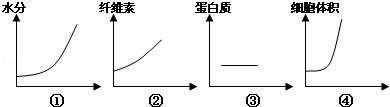 水分 纤维素 蛋白质 细胞体积
① ② ③ ④